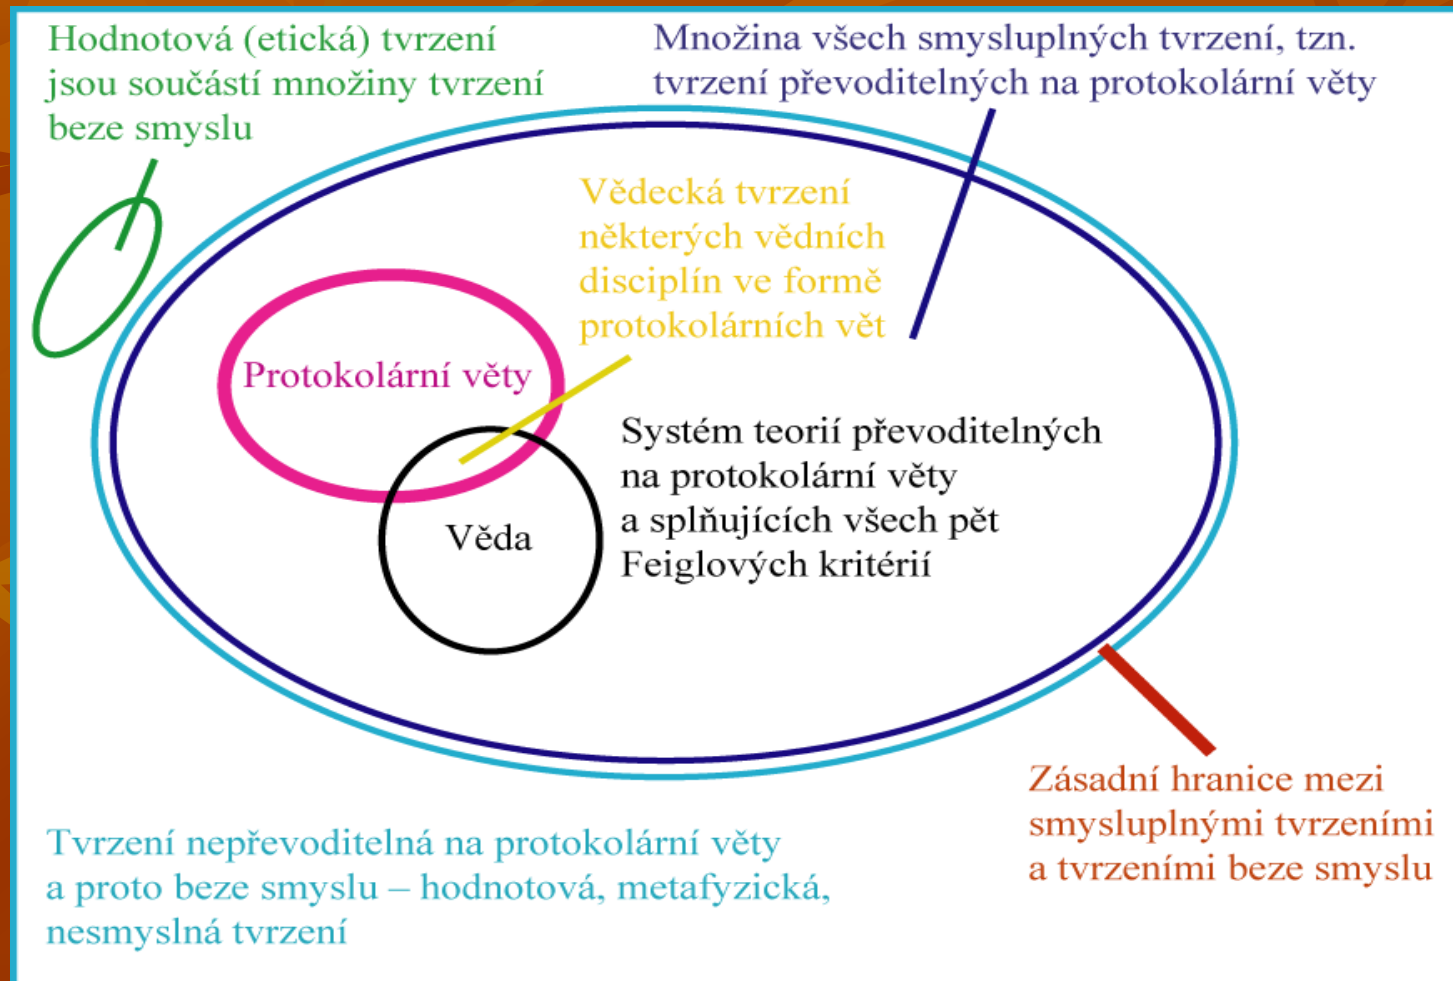 Hodnotová (etická) tvrzení
jsou součástí množiny tvrzení
beze smyslu
Množina všech smysluplných tvrzení, tzn.
tvrzení převoditelných na protokolární věty
Vědecká tvrzení
některých vědních
disciplín ve formě
protokolárních vět
Protokolární věty
Systém teorií převoditelných
na protokolární věty
a splňujících všech pět
Feiglových kritérií
Věda
Zásadní hranice mezi
smysluplnými tvrzeními
a tvrzeními beze smyslu
Tvrzení nepřevoditelná na protokolární věty
a proto beze smyslu – hodnotová, metafyzická,
nesmyslná tvrzení